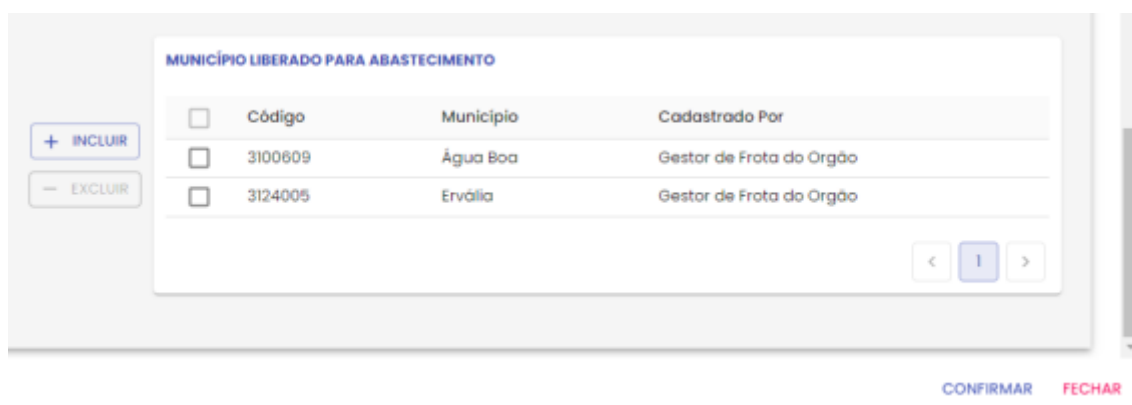 MUNICÍPIO LIBERADO PARA ABASTECIMENTO
Código Município Cadastrado Por
+ INCLUIR
3100609 Água Boa Gestor de Frota do Orgão
— EXCLUIR
3124005 Ervália Gestor de Frota do Orgão
< 1 >
CONFIRMAR FECHAR